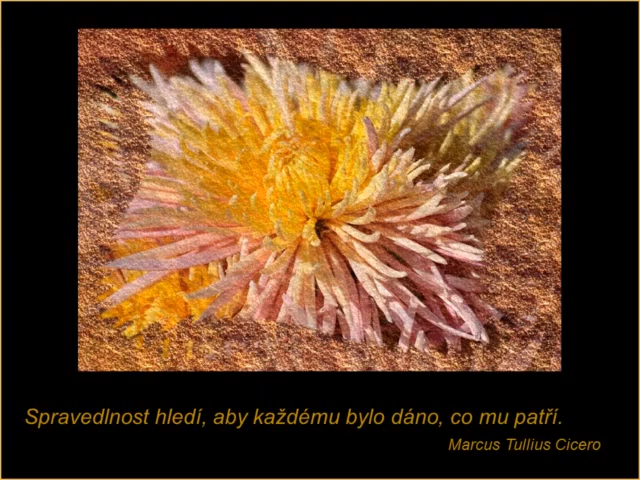 Spravedlnost hledí, aby každému bylo dáno, co mu patří.
Marcus Tullius Cicero